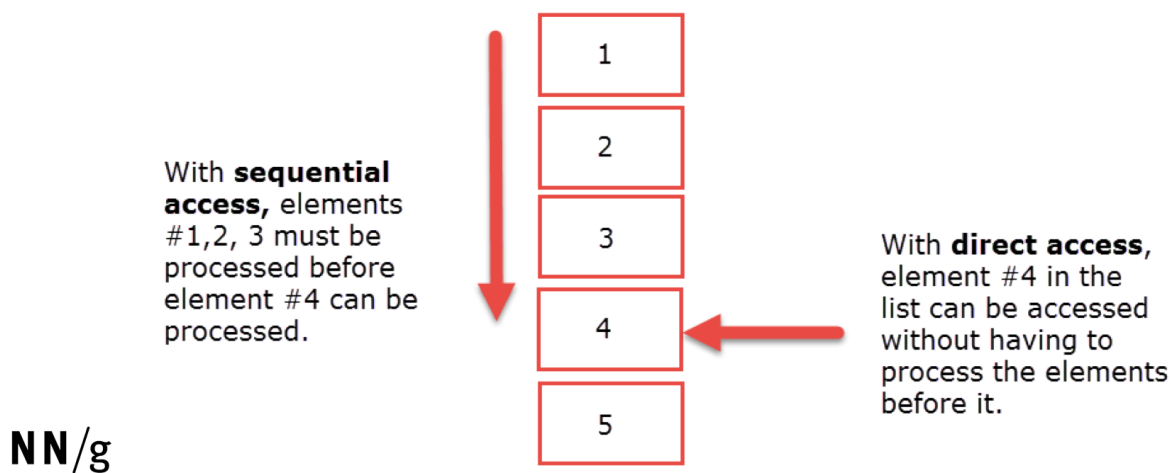 1
2
With sequential
access, elements
#1,2, 3 must be
processed before
element #4 can be
processed.
3
With direct access,
element #4 in the
list can be accessed
without having to
process the elements
before it.
4
5
NN/g